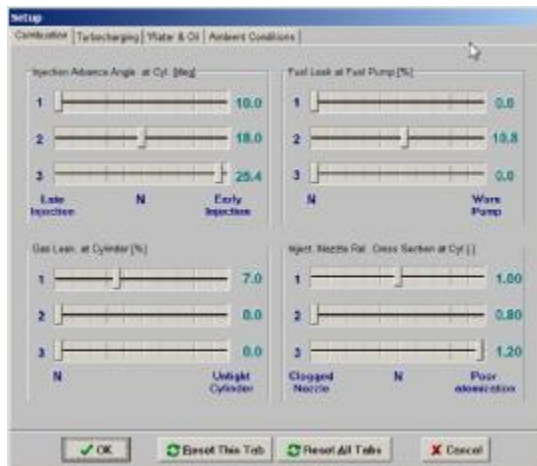 Setup
Combustion Turbocharging Water & Oil Ambient Conditions
Injection Advance Angle at Cyl. [deg]
1 10.0
2 18.0
3 25.4
Late Injection N Early Injection
Fuel Leak at Fuel Pump [%]
1 0.0
2 10.8
3 0.0
N Worn Pump
Gas Leak at Cylinder [%]
1 7.0
2 0.0
3 0.0
N Untight Cylinder
Inject. Nozzle Rel. Cross Section at Cyl [.]
1 1.00
2 0.80
3 1.20
Clogged Nozzle N Poor atomization
OK Reset This Tab Reset All Tabs Cancel